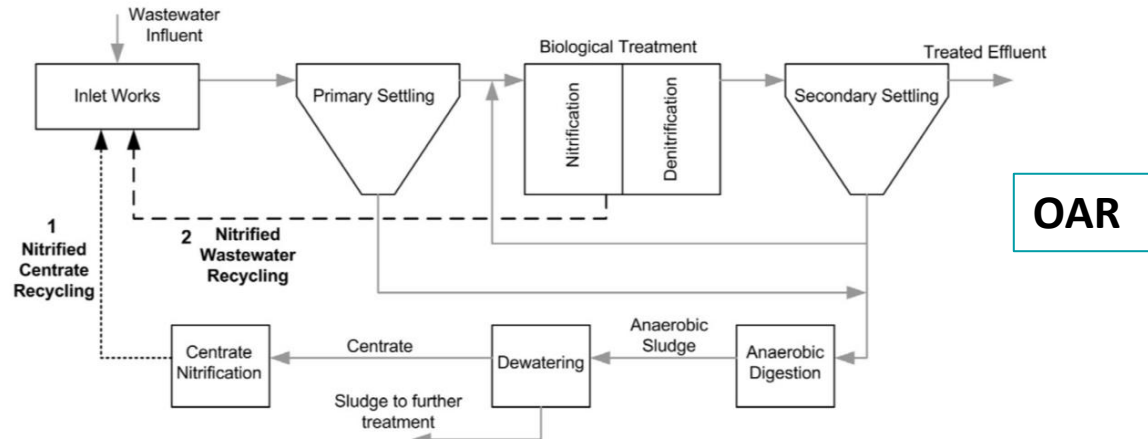 Wastewater
Influent
Inlet Works
Primary Settling
Biological Treatment
Nitrification
Denitrification
Secondary Settling
Treated Effluent
OAR
1
Nitrified
Centrate
Recycling
2 Nitrified
Wastewater
Recycling
Centrate
Nitrification
Centrate
Dewatering
Anaerobic
Sludge
Anaerobic
Digestion
Sludge to further
treatment